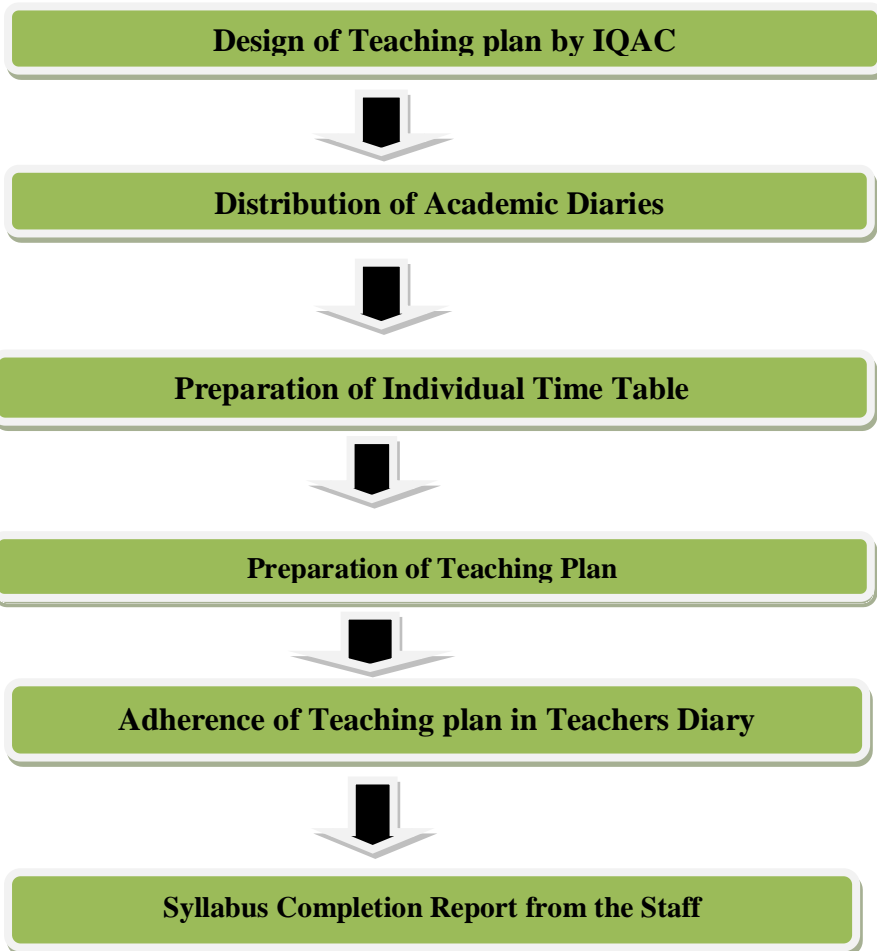 Design of Teaching plan by IQAC
Distribution of Academic Diaries
Preparation of Individual Time Table
Preparation of Teaching Plan
Adherence of Teaching plan in Teachers Diary
Syllabus Completion Report from the Staff